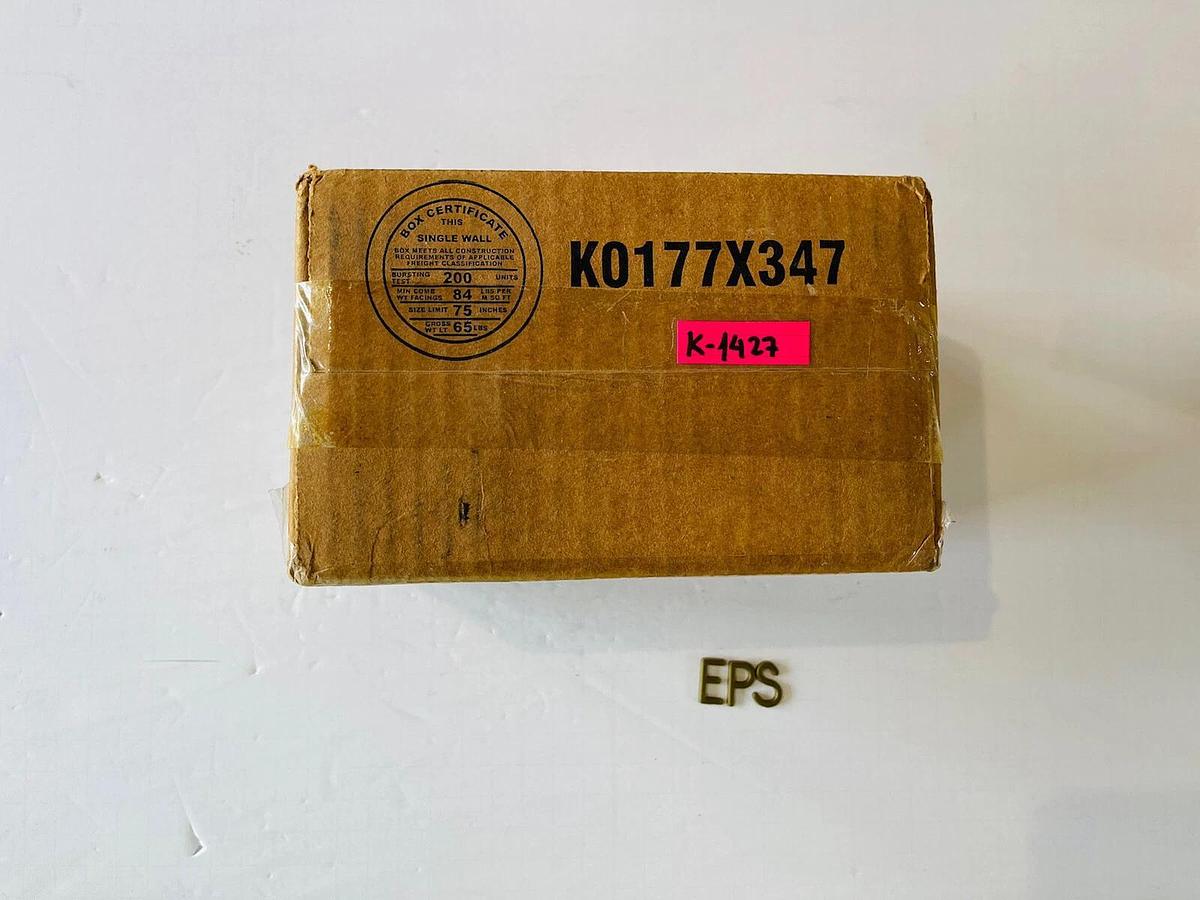 BOX CERTIFICATE
THIS
SINGLE WALL
BOX MEETS ALL CONSTRUCTION
REQUIREMENTS OF APPLICABLE
FREIGHT CLASSIFICATION
BURSTING TEST 200 UNITS
MIN COMB WT FACINGS 84 LBS PER M SQ FT
SIZE LIMIT 75 INCHES
GROSS WT LT 65 LBS
K0177X347
K-1427
EPS